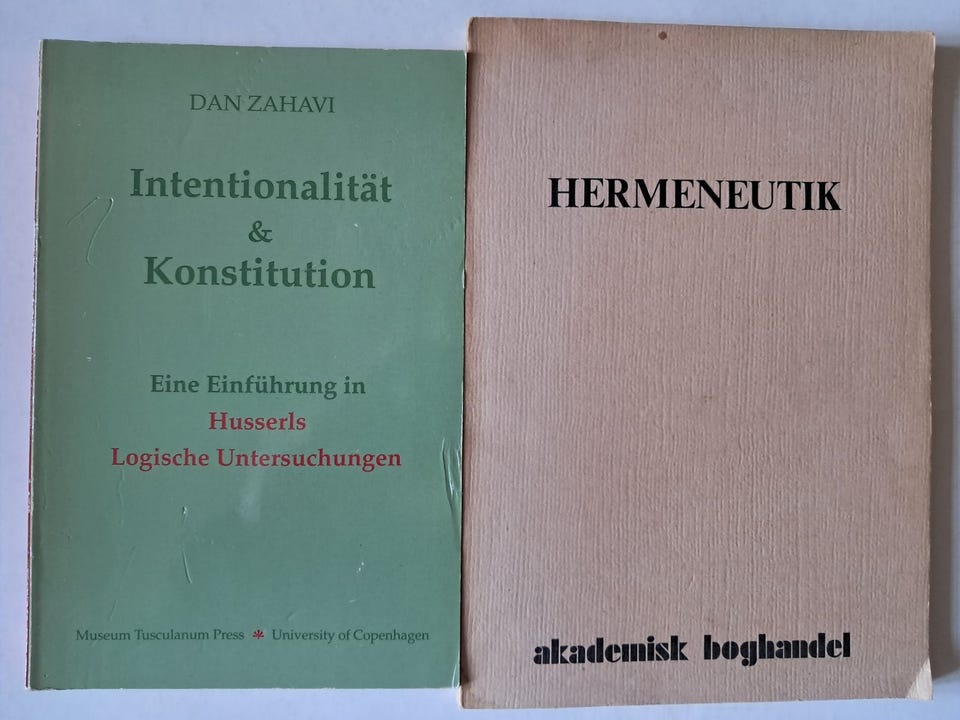 DAN ZAHAVI
Intentionalität
&
Konstitution
Eine Einführung in
Husserls
Logische Untersuchungen
Museum Tusculanum Press * University of Copenhagen
HERMENEUTIK
akademisk boghandel